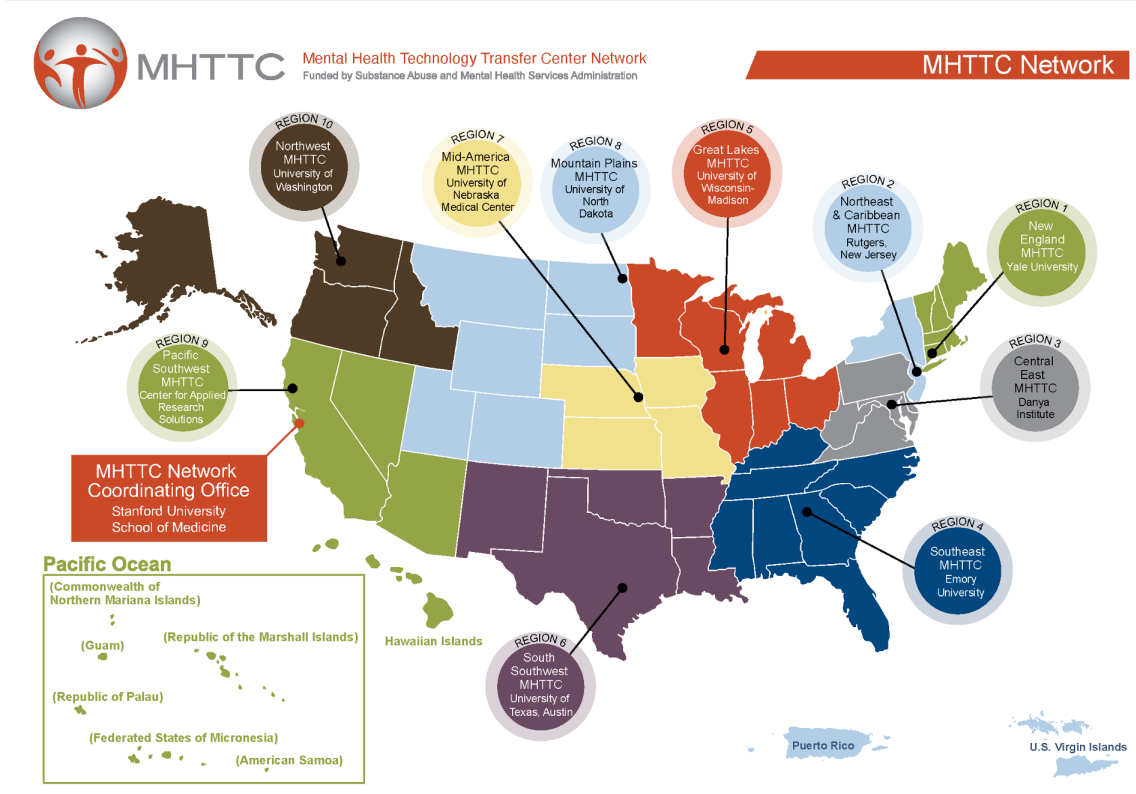 MHTTC
Mental Health Technology Transfer Center Network
Funded by Substance Abuse and Mental Health Services Administration
MHTTC Network
REGION 10
Northwest
MHTTC
University of
Washington
REGION 7
Mid-America
MHTTC
University of
Nebraska
Medical Center
REGION 8
Mountain Plains
MHTTC
University of
North
Dakota
REGION 5
Great Lakes
MHTTC
University of
Wisconsin-
Madison
REGION 2
Northeast
& Caribbean
MHTTC
Rutgers,
New Jersey
REGION 1
New
England
MHTTC
Yale University
REGION 9
Pacific
Southwest
MHTTC
Center for Applied
Research
Solutions
REGION 3
Central
East
MHTTC
Danya
Institute
MHTTC Network
Coordinating Office
Stanford University
School of Medicine
REGION 4
Southeast
MHTTC
Emory
University
REGION 6
South
Southwest
MHTTC
University of
Texas, Austin
Pacific Ocean
(Commonwealth of
Northern Mariana Islands)
(Guam)
(Republic of the Marshall Islands)
(Republic of Palau)
(Federated States of Micronesia)
(American Samoa)
Hawaiian Islands
Puerto Rico
U.S. Virgin Islands